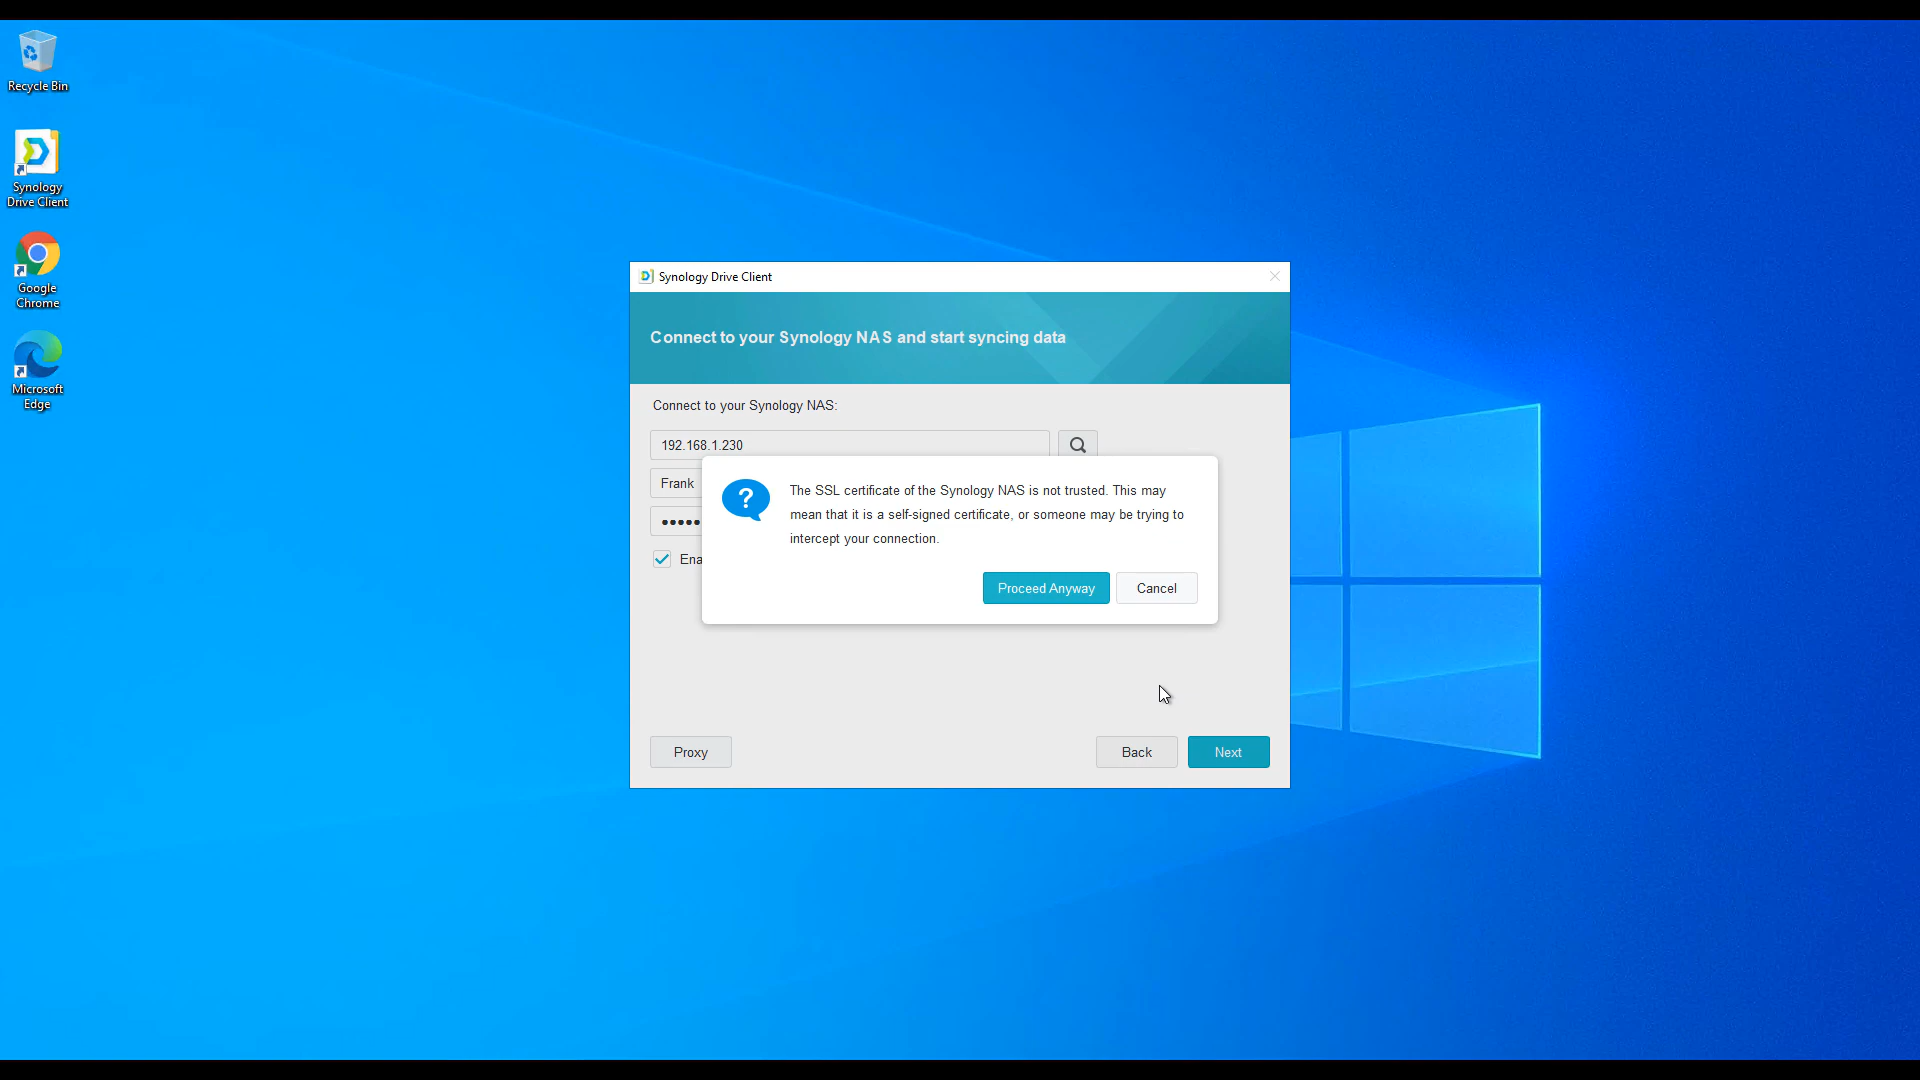 Recycle Bin
Synology
Drive Client
Google
Chrome
Microsoft
Edge
Synology Drive Client
Connect to your Synology NAS and start syncing data
Connect to your Synology NAS:
192.168.1.230
Frank
•••••
Ena
?
The SSL certificate of the Synology NAS is not trusted. This may
mean that it is a self-signed certificate, or someone may be trying to
intercept your connection.
Proceed Anyway
Cancel
Proxy
Back
Next